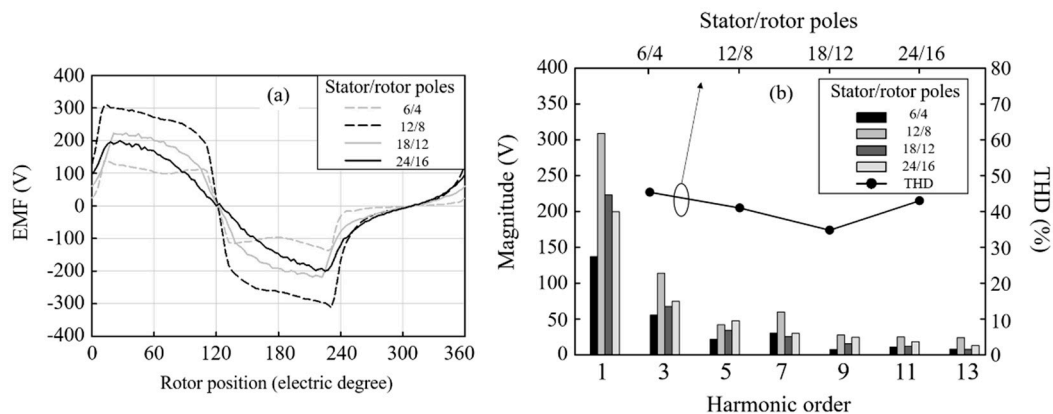 Stator/rotor poles
6/4 12/8 18/12 24/16
(a)
Stator/rotor poles
6/4
12/8
18/12
24/16
400
300
200
100
0
-100
-200
-300
-400
EMF (V)
0 60 120 180 240 300 360
Rotor position (electric degree)
(b)
Stator/rotor poles
6/4
12/8
18/12
24/16
THD
400
350
300
250
200
150
100
50
0
Magnitude (V)
80
70
60
50
40
30
20
10
0
THD (%)
1 3 5 7 9 11 13
Harmonic order